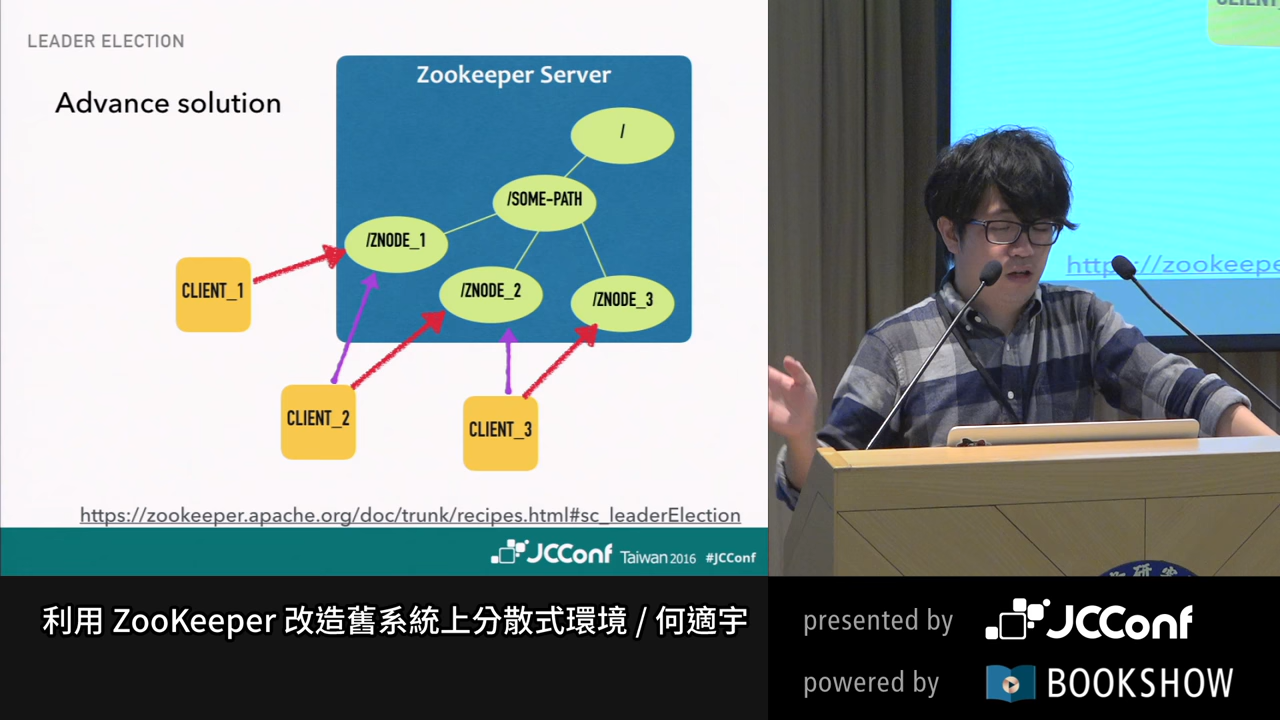 LEADER ELECTION
Advance solution
Zookeeper Server
/
/SOME-PATH
/ZNODE_1
/ZNODE_2
/ZNODE_3
CLIENT_1
CLIENT_2
CLIENT_3
https://zookeeper.apache.org/doc/trunk/recipes.html#sc_leaderElection
JCConf Taiwan 2016 #JCConf
https://zookeepe
利用 ZooKeeper 改造舊系統上分散式環境 / 何適宇
presented by JCConf
powered by BOOKSHOW